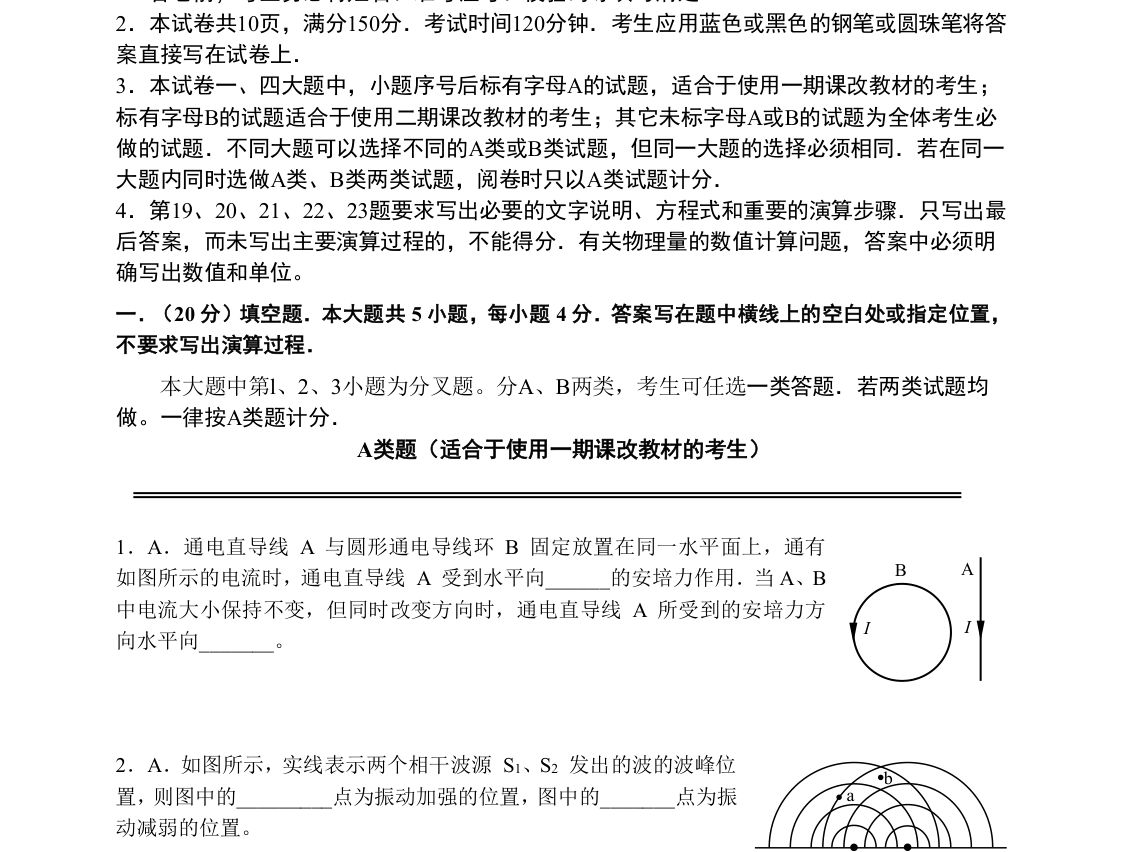 2．本试卷共10页，满分150分．考试时间120分钟．考生应用蓝色或黑色的钢笔或圆珠笔将答
案直接写在试卷上．
3．本试卷一、四大题中，小题序号后标有字母A的试题，适合于使用一期课改教材的考生；
标有字母B的试题适合于使用二期课改教材的考生；其它未标字母A或B的试题为全体考生必
做的试题．不同大题可以选择不同的A类或B类试题，但同一大题的选择必须相同．若在同一
大题内同时选做A类、B类两类试题，阅卷时只以A类试题计分．
4．第19、20、21、22、23题要求写出必要的文字说明、方程式和重要的演算步骤．只写出最
后答案，而未写出主要演算过程的，不能得分．有关物理量的数值计算问题，答案中必须明
确写出数值和单位。
一．（20 分）填空题．本大题共 5 小题，每小题 4 分．答案写在题中横线上的空白处或指定位置，
不要求写出演算过程．
本大题中第l、2、3小题为分叉题。分A、B两类，考生可任选一类答题．若两类试题均
做。一律按A类题计分．
A类题（适合于使用一期课改教材的考生）
1．A．通电直导线 A 与圆形通电导线环 B 固定放置在同一水平面上，通有
如图所示的电流时，通电直导线 A 受到水平向______的安培力作用．当 A、B
中电流大小保持不变，但同时改变方向时，通电直导线 A 所受到的安培力方
向水平向_______。
B A
I I
2．A．如图所示，实线表示两个相干波源 S1、S2 发出的波的波峰位
置，则图中的_________点为振动加强的位置，图中的_______点为振
动减弱的位置。
b
a